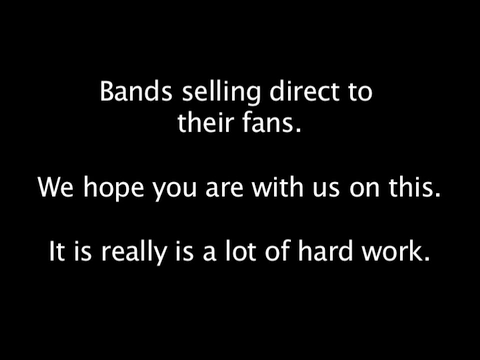 Bands selling direct to
their fans.
We hope you are with us on this.
It is really is a lot of hard work.